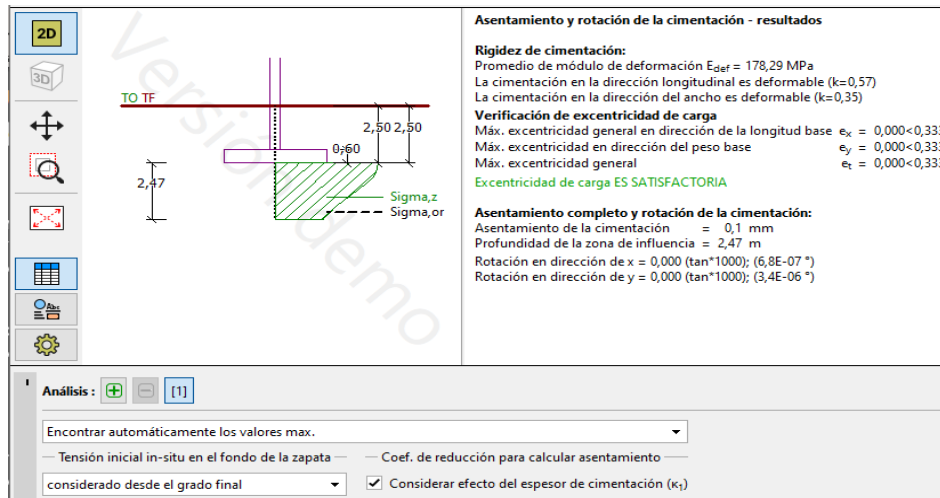 2D
3D
Versión demo
TO TF
2,50 2,50
0,60
2,47
Sigma,z
Sigma,or
Asentamiento y rotación de la cimentación - resultados
Rigidez de cimentación:
Promedio de módulo de deformación Edef = 178,29 MPa
La cimentación en la dirección longitudinal es deformable (k=0,57)
La cimentación en la dirección del ancho es deformable (k=0,35)
Verificación de excentricidad de carga
Máx. excentricidad general en dirección de la longitud base ex = 0,000<0,333
Máx. excentricidad en dirección del peso base ey = 0,000<0,333
Máx. excentricidad general et = 0,000<0,333
Excentricidad de carga ES SATISFACTORIA
Asentamiento completo y rotación de la cimentación:
Asentamiento de la cimentación = 0,1 mm
Profundidad de la zona de influencia = 2,47 m
Rotación en dirección de x = 0,000 (tan*1000); (6,8E-07 °)
Rotación en dirección de y = 0,000 (tan*1000); (3,4E-06 °)
Abc
Análisis : [1]
Encontrar automáticamente los valores max.
Tensión inicial in-situ en el fondo de la zapata
Coef. de reducción para calcular asentamiento
considerado desde el grado final
Considerar efecto del espesor de cimentación (κ1)